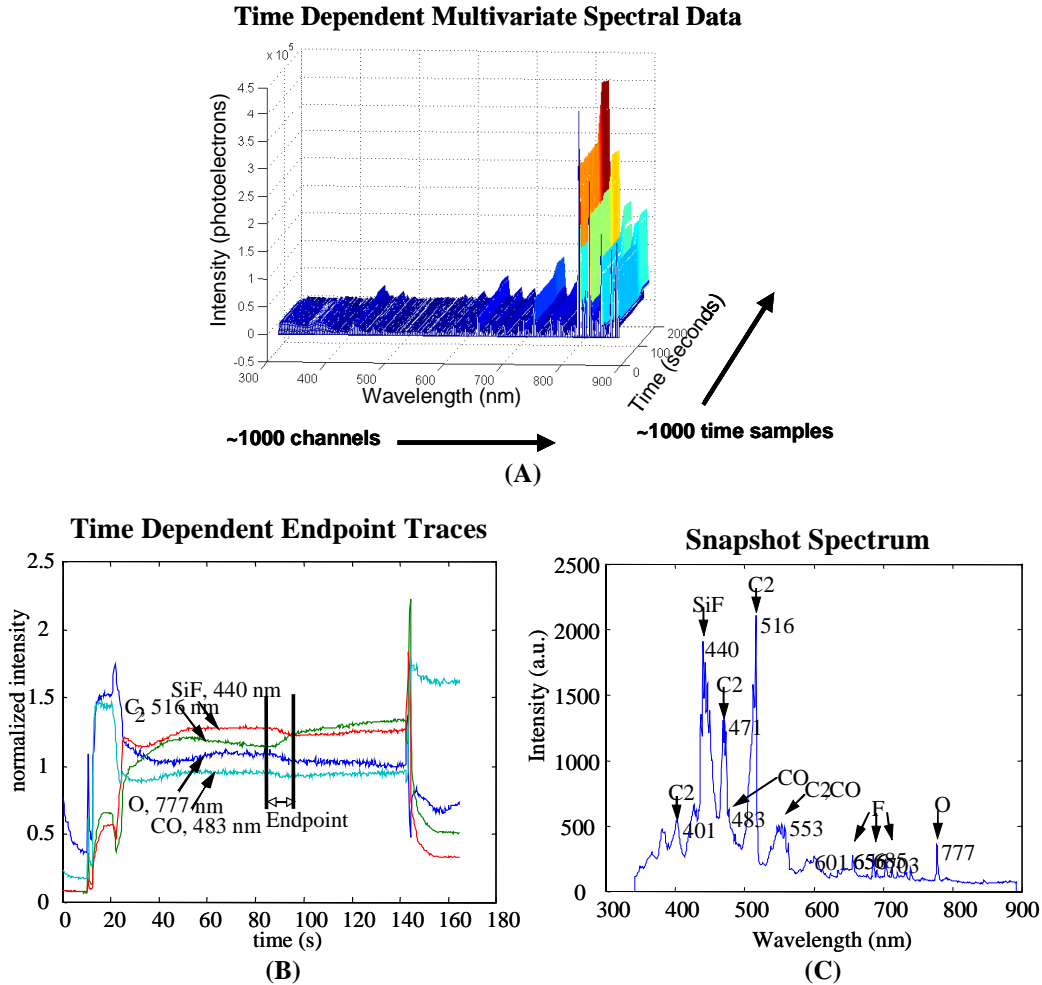 Time Dependent Multivariate Spectral Data
x 10^5
4.5
4
3.5
3
2.5
2
1.5
1
0.5
0
-0.5
Intensity (photoelectrons)
300
400
500
600
700
800
900
Wavelength (nm)
0
100
200
Time (seconds)
~1000 channels
~1000 time samples
(A)
Time Dependent Endpoint Traces
2.5
2
1.5
1
0.5
0
normalized intensity
SiF, 440 nm
C2, 516 nm
O, 777 nm
CO, 483 nm
Endpoint
0 20 40 60 80 100 120 140 160 180
time (s)
(B)
Snapshot Spectrum
2500
2000
1500
1000
500
0
Intensity (a.u.)
C2
516
SiF
440
C2
471
CO
483
C2,CO
553
C2
401
F
O
601
656
685
703
777
300 400 500 600 700 800 900
Wavelength (nm)
(C)